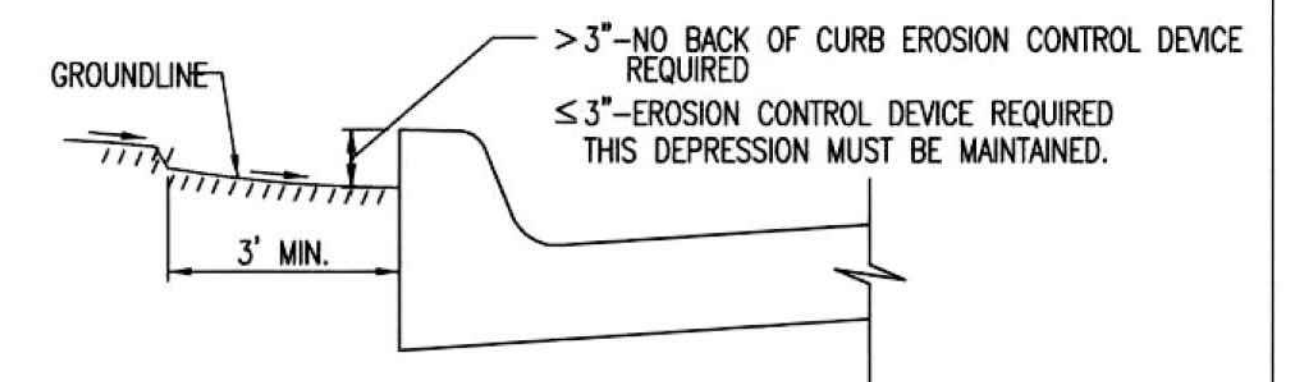 > 3"-NO BACK OF CURB EROSION CONTROL DEVICE
REQUIRED
GROUNDLINE
≤ 3"-EROSION CONTROL DEVICE REQUIRED
THIS DEPRESSION MUST BE MAINTAINED.
3' MIN.